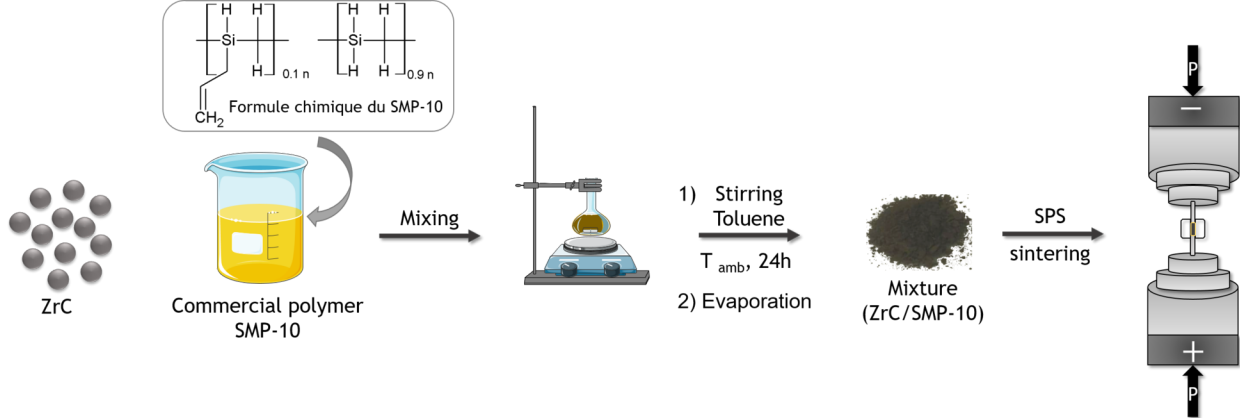 H H
Si
H
0.1 n
CH2
H H
Si
H H
0.9 n
Formule chimique du SMP-10
ZrC
Commercial polymer
SMP-10
Mixing
1) Stirring
Toluene
T amb, 24h
2) Evaporation
Mixture
(ZrC/SMP-10)
SPS
sintering
P
−
+
P